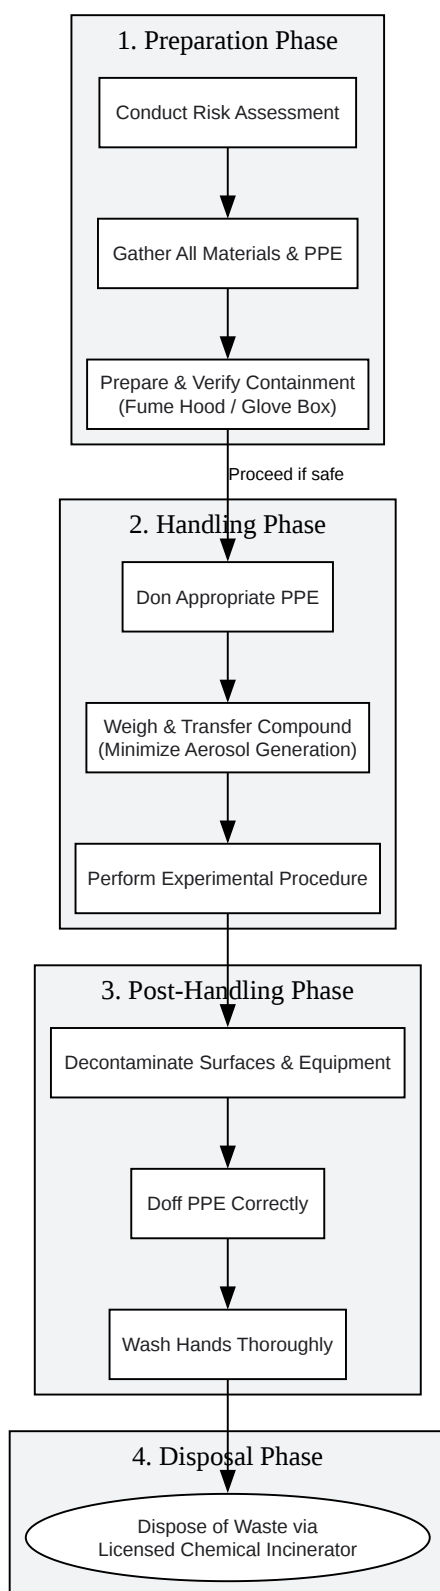 1. Preparation Phase
Conduct Risk Assessment
Gather All Materials & PPE
Prepare & Verify Containment
(Fume Hood / Glove Box)
Proceed if safe
2. Handling Phase
Don Appropriate PPE
Weigh & Transfer Compound
(Minimize Aerosol Generation)
Perform Experimental Procedure
3. Post-Handling Phase
Decontaminate Surfaces & Equipment
Doff PPE Correctly
Wash Hands Thoroughly
4. Disposal Phase
Dispose of Waste via
Licensed Chemical Incinerator